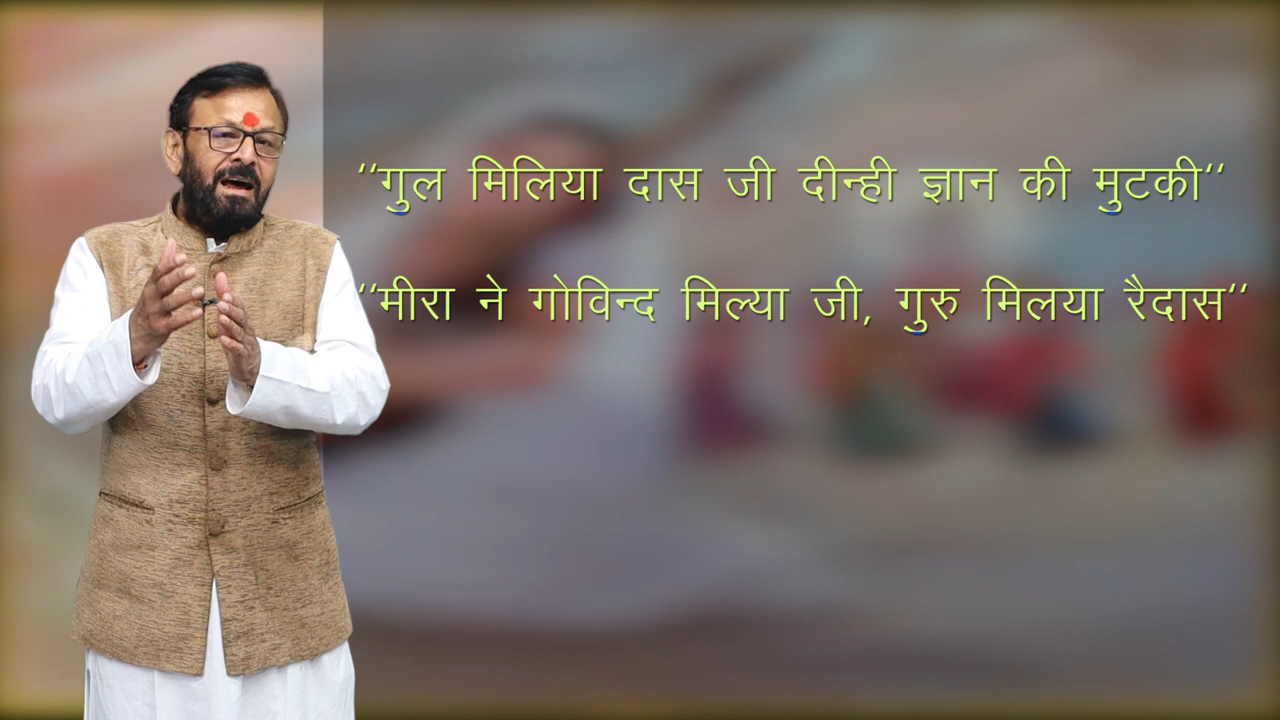 ‘‘गुल मिलिया दास जी दीन्ही ज्ञान की मुटकी‘‘
‘‘मीरा ने गोविन्द मिल्या जी, गुरु मिलया रैदास‘‘